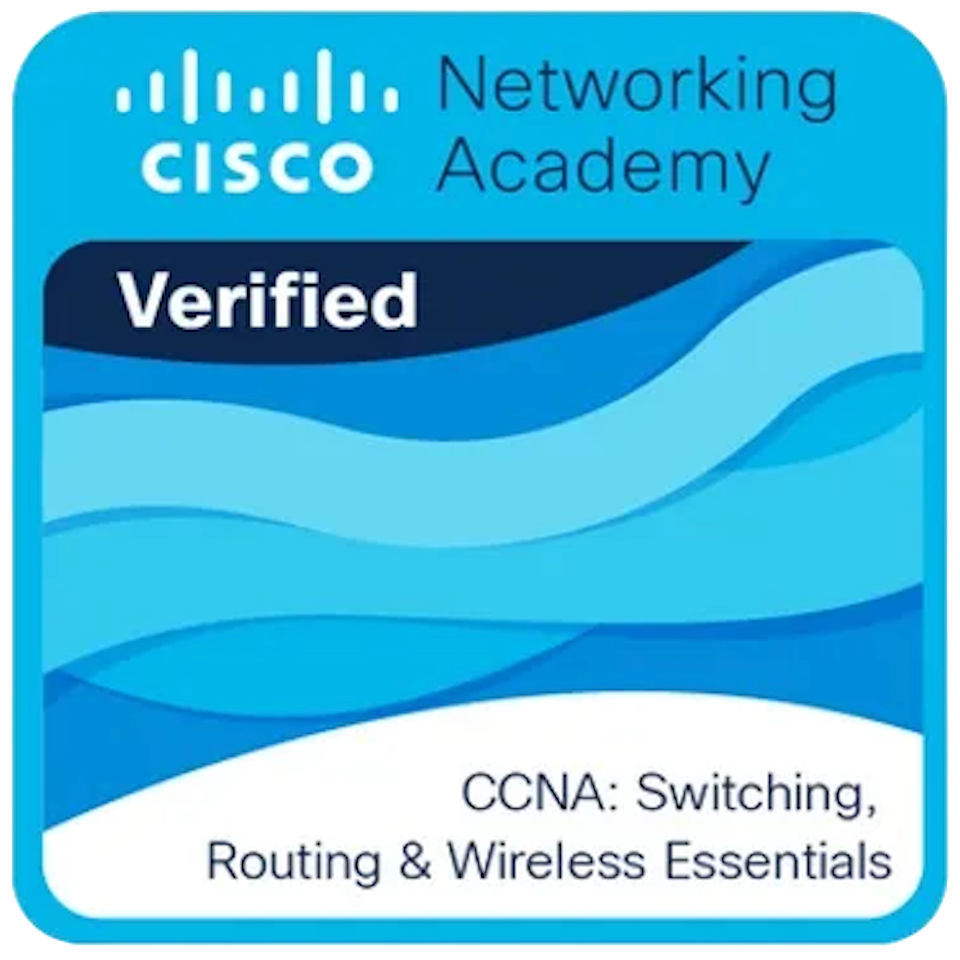 CISCO
Networking
Academy
Verified
CCNA: Switching,
Routing & Wireless Essentials